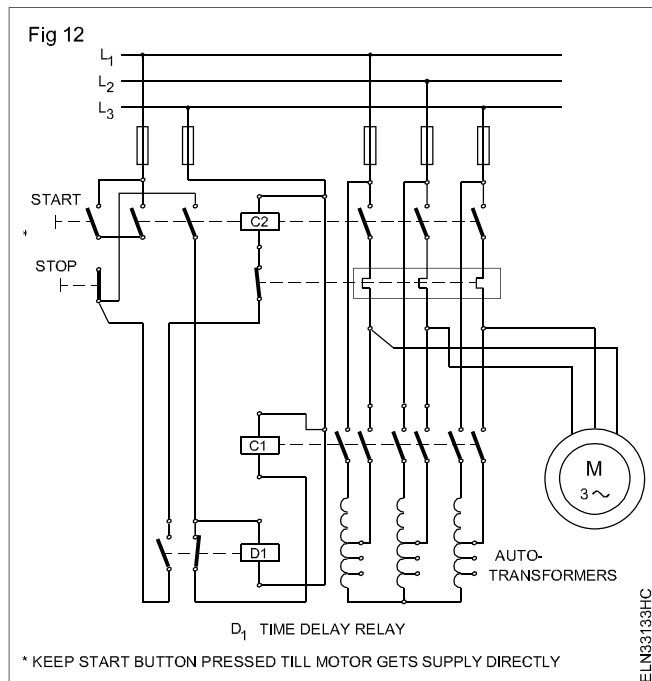 Fig 12
L1
L2
L3
START
C2
*
STOP
C1
M
3~
D1
AUTO-
TRANSFORMERS
D1 TIME DELAY RELAY
* KEEP START BUTTON PRESSED TILL MOTOR GETS SUPPLY DIRECTLY
ELN33133HC